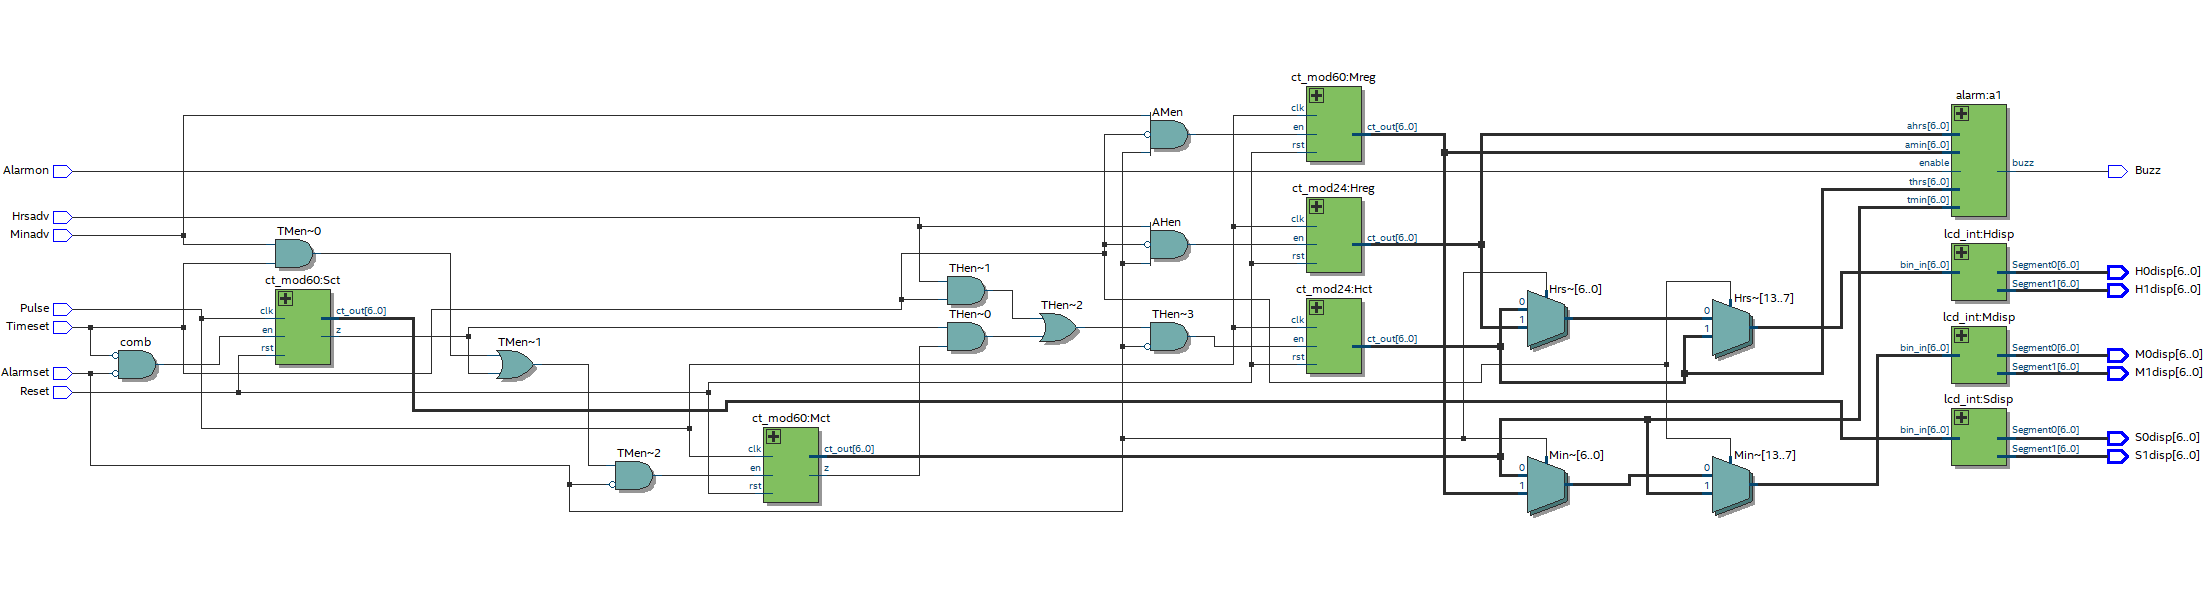 ct_mod60:Mreg
clk
en
rst
ct_out[6..0]
AMen
alarm:a1
ahrs[6..0]
amin[6..0]
enable
thrs[6..0]
tmin[6..0]
buzz
Buzz
Alarmon
Hrsadv
Minadv
TMen~0
ct_mod24:Hreg
clk
en
rst
ct_out[6..0]
AHen
lcd_int:Hdisp
bin_in[6..0]
Segment0[6..0]
Segment1[6..0]
H0disp[6..0]
H1disp[6..0]
ct_mod60:Sct
clk
en
rst
ct_out[6..0]
z
Pulse
Timeset
comb
Alarmset
Reset
TMen~1
THen~1
THen~0
THen~2
THen~3
ct_mod24:Hct
clk
en
rst
ct_out[6..0]
Hrs~[6..0]
0
1
Hrs~[13..7]
0
1
lcd_int:Mdisp
bin_in[6..0]
Segment0[6..0]
Segment1[6..0]
M0disp[6..0]
M1disp[6..0]
lcd_int:Sdisp
bin_in[6..0]
Segment0[6..0]
Segment1[6..0]
S0disp[6..0]
S1disp[6..0]
ct_mod60:Mct
clk
en
rst
ct_out[6..0]
z
TMen~2
Min~[6..0]
0
1
Min~[13..7]
0
1